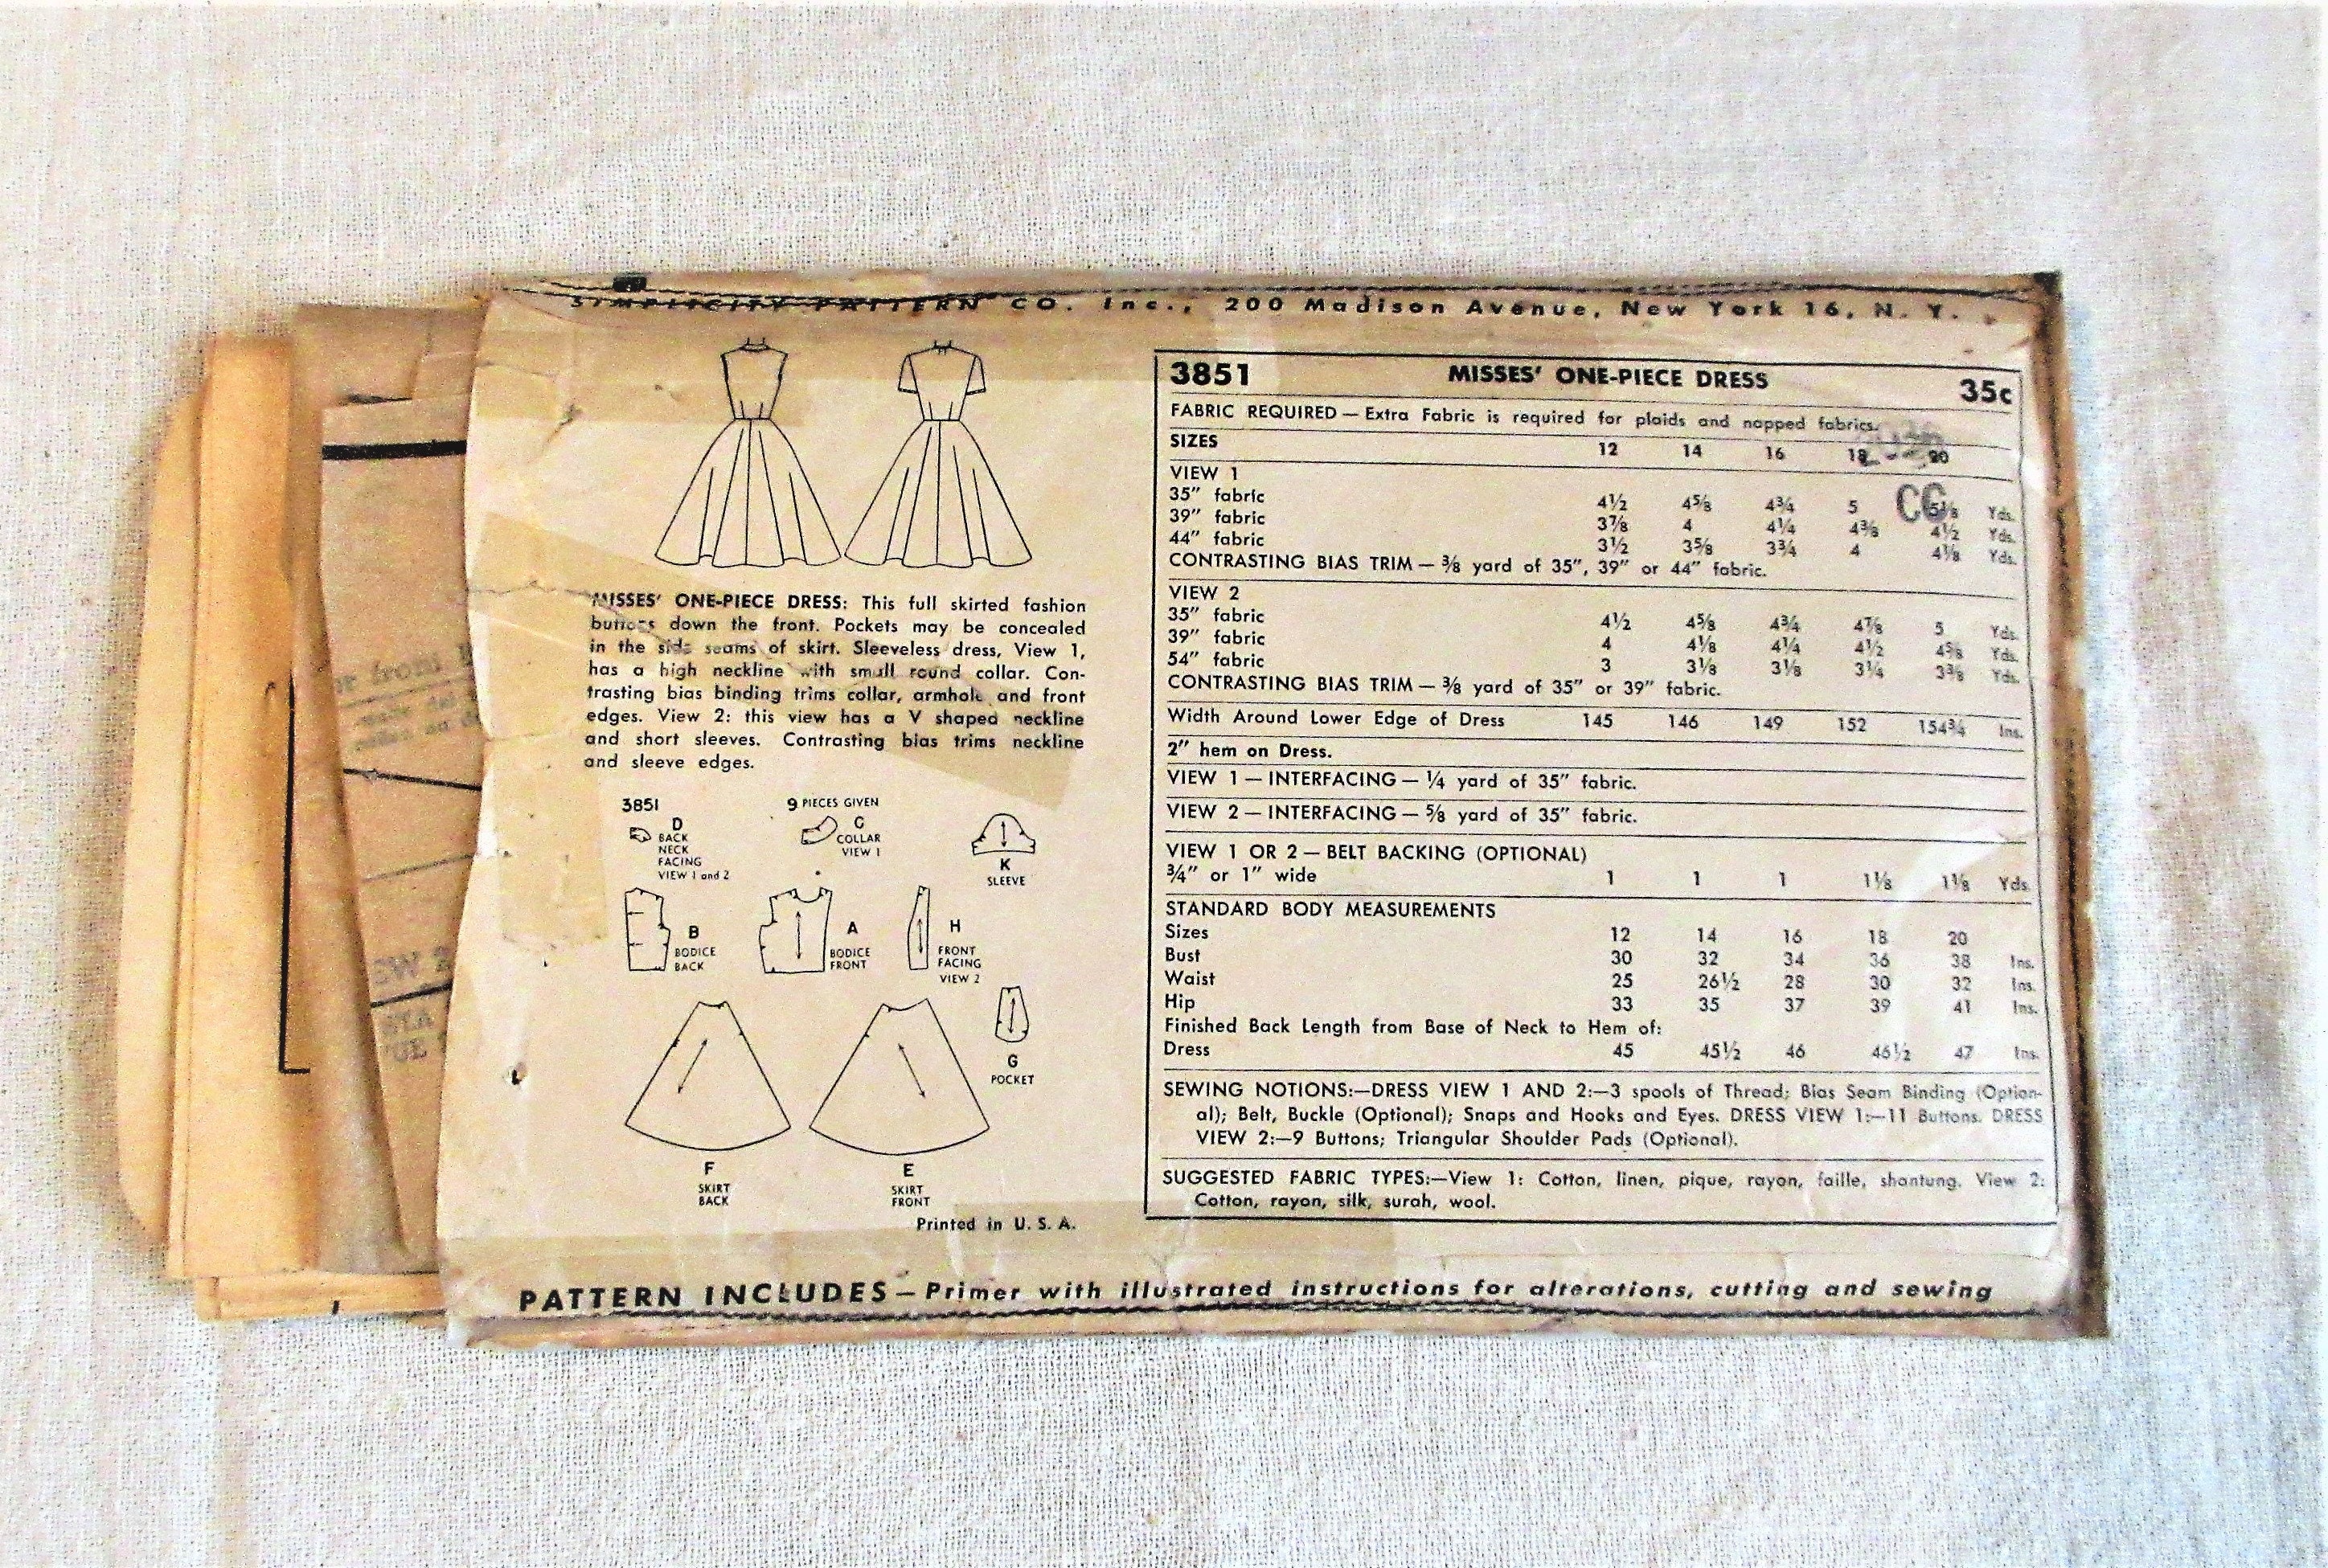 SIMPLICITY PATTERN CO. Inc., 200 Madison Avenue, New York 16, N. Y.
MISSES' ONE-PIECE DRESS: This full skirted fashion
buttons down the front. Pockets may be concealed
in the side seams of skirt. Sleeveless dress, View 1,
has a high neckline with small round collar. Con-
trasting bias binding trims collar, armhole and front
edges. View 2: this view has a V shaped neckline
and short sleeves. Contrasting bias trims neckline
and sleeve edges.
3851 9 PIECES GIVEN
D
BACK
NECK
FACING
VIEW 1 and 2
C
COLLAR
VIEW 1
K
SLEEVE
B
BODICE
BACK
A
BODICE
FRONT
H
FRONT
FACING
VIEW 2
G
POCKET
F
SKIRT
BACK
E
SKIRT
FRONT
Printed in U. S. A.
3851 MISSES' ONE-PIECE DRESS 35c
FABRIC REQUIRED — Extra Fabric is required for plaids and napped fabrics.
SIZES 12 14 16 18 20
VIEW 1
35" fabric 4½ 4⅝ 4¾ 5 5⅛ Yds.
39" fabric 3⅞ 4 4¼ 4⅜ 4½ Yds.
44" fabric 3½ 3⅝ 3¾ 4 4⅛ Yds.
CC
CONTRASTING BIAS TRIM — ⅜ yard of 35", 39" or 44" fabric.
VIEW 2
35" fabric 4½ 4⅝ 4¾ 4⅞ 5 Yds.
39" fabric 4 4⅛ 4¼ 4½ 4⅝ Yds.
54" fabric 3 3⅛ 3⅛ 3¼ 3⅜ Yds.
CONTRASTING BIAS TRIM — ⅜ yard of 35" or 39" fabric.
Width Around Lower Edge of Dress 145 146 149 152 154¾ Ins.
2" hem on Dress.
VIEW 1 — INTERFACING — ¼ yard of 35" fabric.
VIEW 2 — INTERFACING — ⅝ yard of 35" fabric.
VIEW 1 OR 2 — BELT BACKING (OPTIONAL)
¾" or 1" wide 1 1 1 1⅛ 1⅛ Yds.
STANDARD BODY MEASUREMENTS
Sizes 12 14 16 18 20
Bust 30 32 34 36 38 Ins.
Waist 25 26½ 28 30 32 Ins.
Hip 33 35 37 39 41 Ins.
Finished Back Length from Base of Neck to Hem of:
Dress 45 45½ 46 46½ 47 Ins.
SEWING NOTIONS:—DRESS VIEW 1 AND 2:—3 spools of Thread; Bias Seam Binding (Option-
al); Belt, Buckle (Optional); Snaps and Hooks and Eyes. DRESS VIEW 1:—11 Buttons. DRESS
VIEW 2:—9 Buttons; Triangular Shoulder Pads (Optional).
SUGGESTED FABRIC TYPES:—View 1: Cotton, linen, pique, rayon, faille, shantung. View 2:
Cotton, rayon, silk, surah, wool.
PATTERN INCLUDES — Primer with illustrated instructions for alterations, cutting and sewing